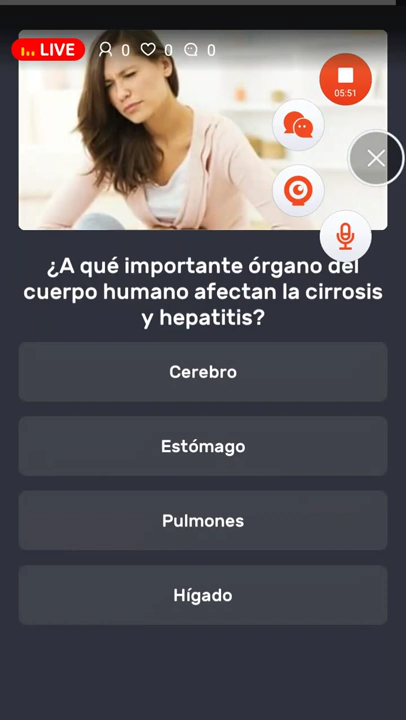 LIVE 0 0 0
05:51
¿A qué importante órgano del
cuerpo humano afectan la cirrosis
y hepatitis?
Cerebro
Estómago
Pulmones
Hígado